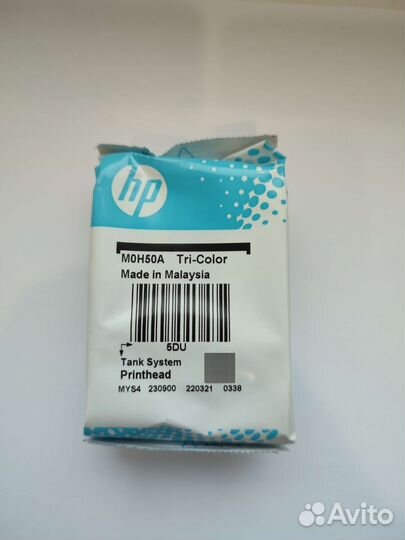 hp
M0H50A Tri-Color
Made in Malaysia
5DU
Tank System
Printhead
MYS4 230900 220321 0338
Avito